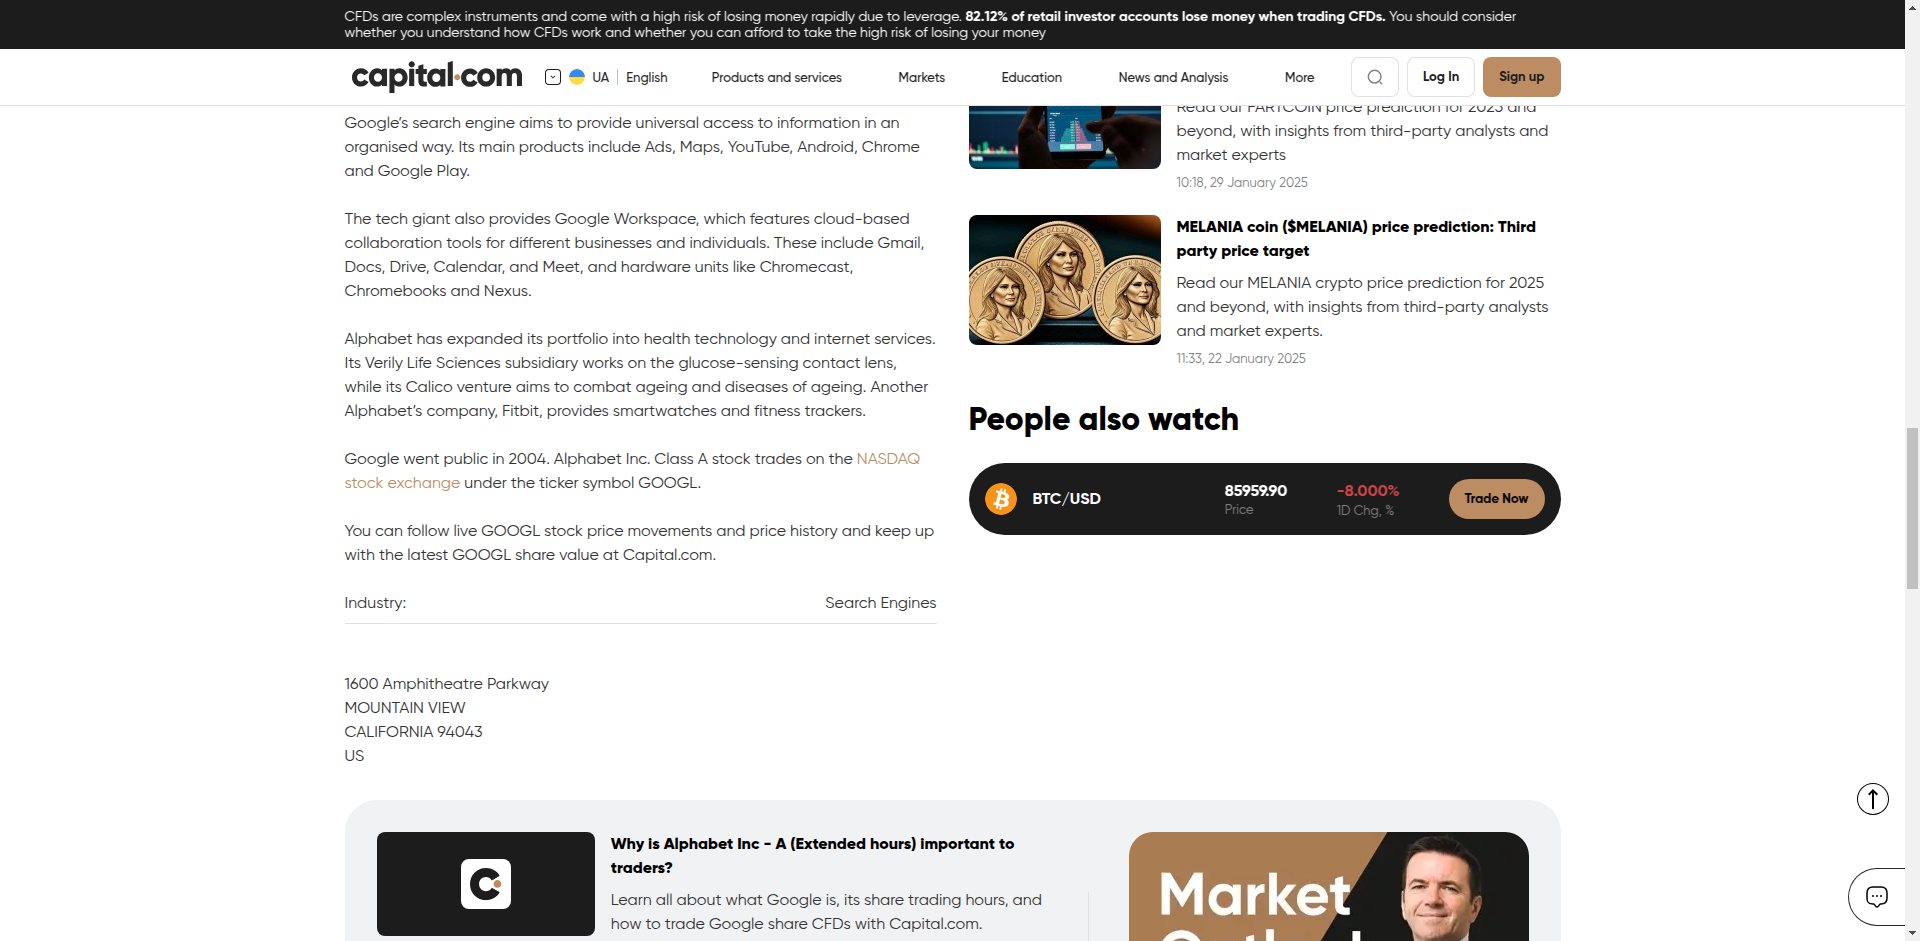 CFDs are complex instruments and come with a high risk of losing money rapidly due to leverage. 82.12% of retail investor accounts lose money when trading CFDs. You should consider
whether you understand how CFDs work and whether you can afford to take the high risk of losing your money
capital.com
UA
English
Products and services
Markets
Education
News and Analysis
More
Log In
Sign up
Google’s search engine aims to provide universal access to information in an
organised way. Its main products include Ads, Maps, YouTube, Android, Chrome
and Google Play.
The tech giant also provides Google Workspace, which features cloud-based
collaboration tools for different businesses and individuals. These include Gmail,
Docs, Drive, Calendar, and Meet, and hardware units like Chromecast,
Chromebooks and Nexus.
Alphabet has expanded its portfolio into health technology and internet services.
Its Verily Life Sciences subsidiary works on the glucose-sensing contact lens,
while its Calico venture aims to combat ageing and diseases of ageing. Another
Alphabet’s company, Fitbit, provides smartwatches and fitness trackers.
Google went public in 2004. Alphabet Inc. Class A stock trades on the NASDAQ
stock exchange under the ticker symbol GOOGL.
You can follow live GOOGL stock price movements and price history and keep up
with the latest GOOGL share value at Capital.com.
Industry:
Search Engines
1600 Amphitheatre Parkway
MOUNTAIN VIEW
CALIFORNIA 94043
US
Read our FARTCOIN price prediction for 2025 and
beyond, with insights from third-party analysts and
market experts
10:18, 29 January 2025
MELANIA coin ($MELANIA) price prediction: Third
party price target
Read our MELANIA crypto price prediction for 2025
and beyond, with insights from third-party analysts
and market experts.
11:33, 22 January 2025
People also watch
BTC/USD
85959.90
Price
-8.000%
1D Chg, %
Trade Now
Why is Alphabet Inc - A (Extended hours) important to
traders?
Learn all about what Google is, its share trading hours, and
how to trade Google share CFDs with Capital.com.
Market
Outlook